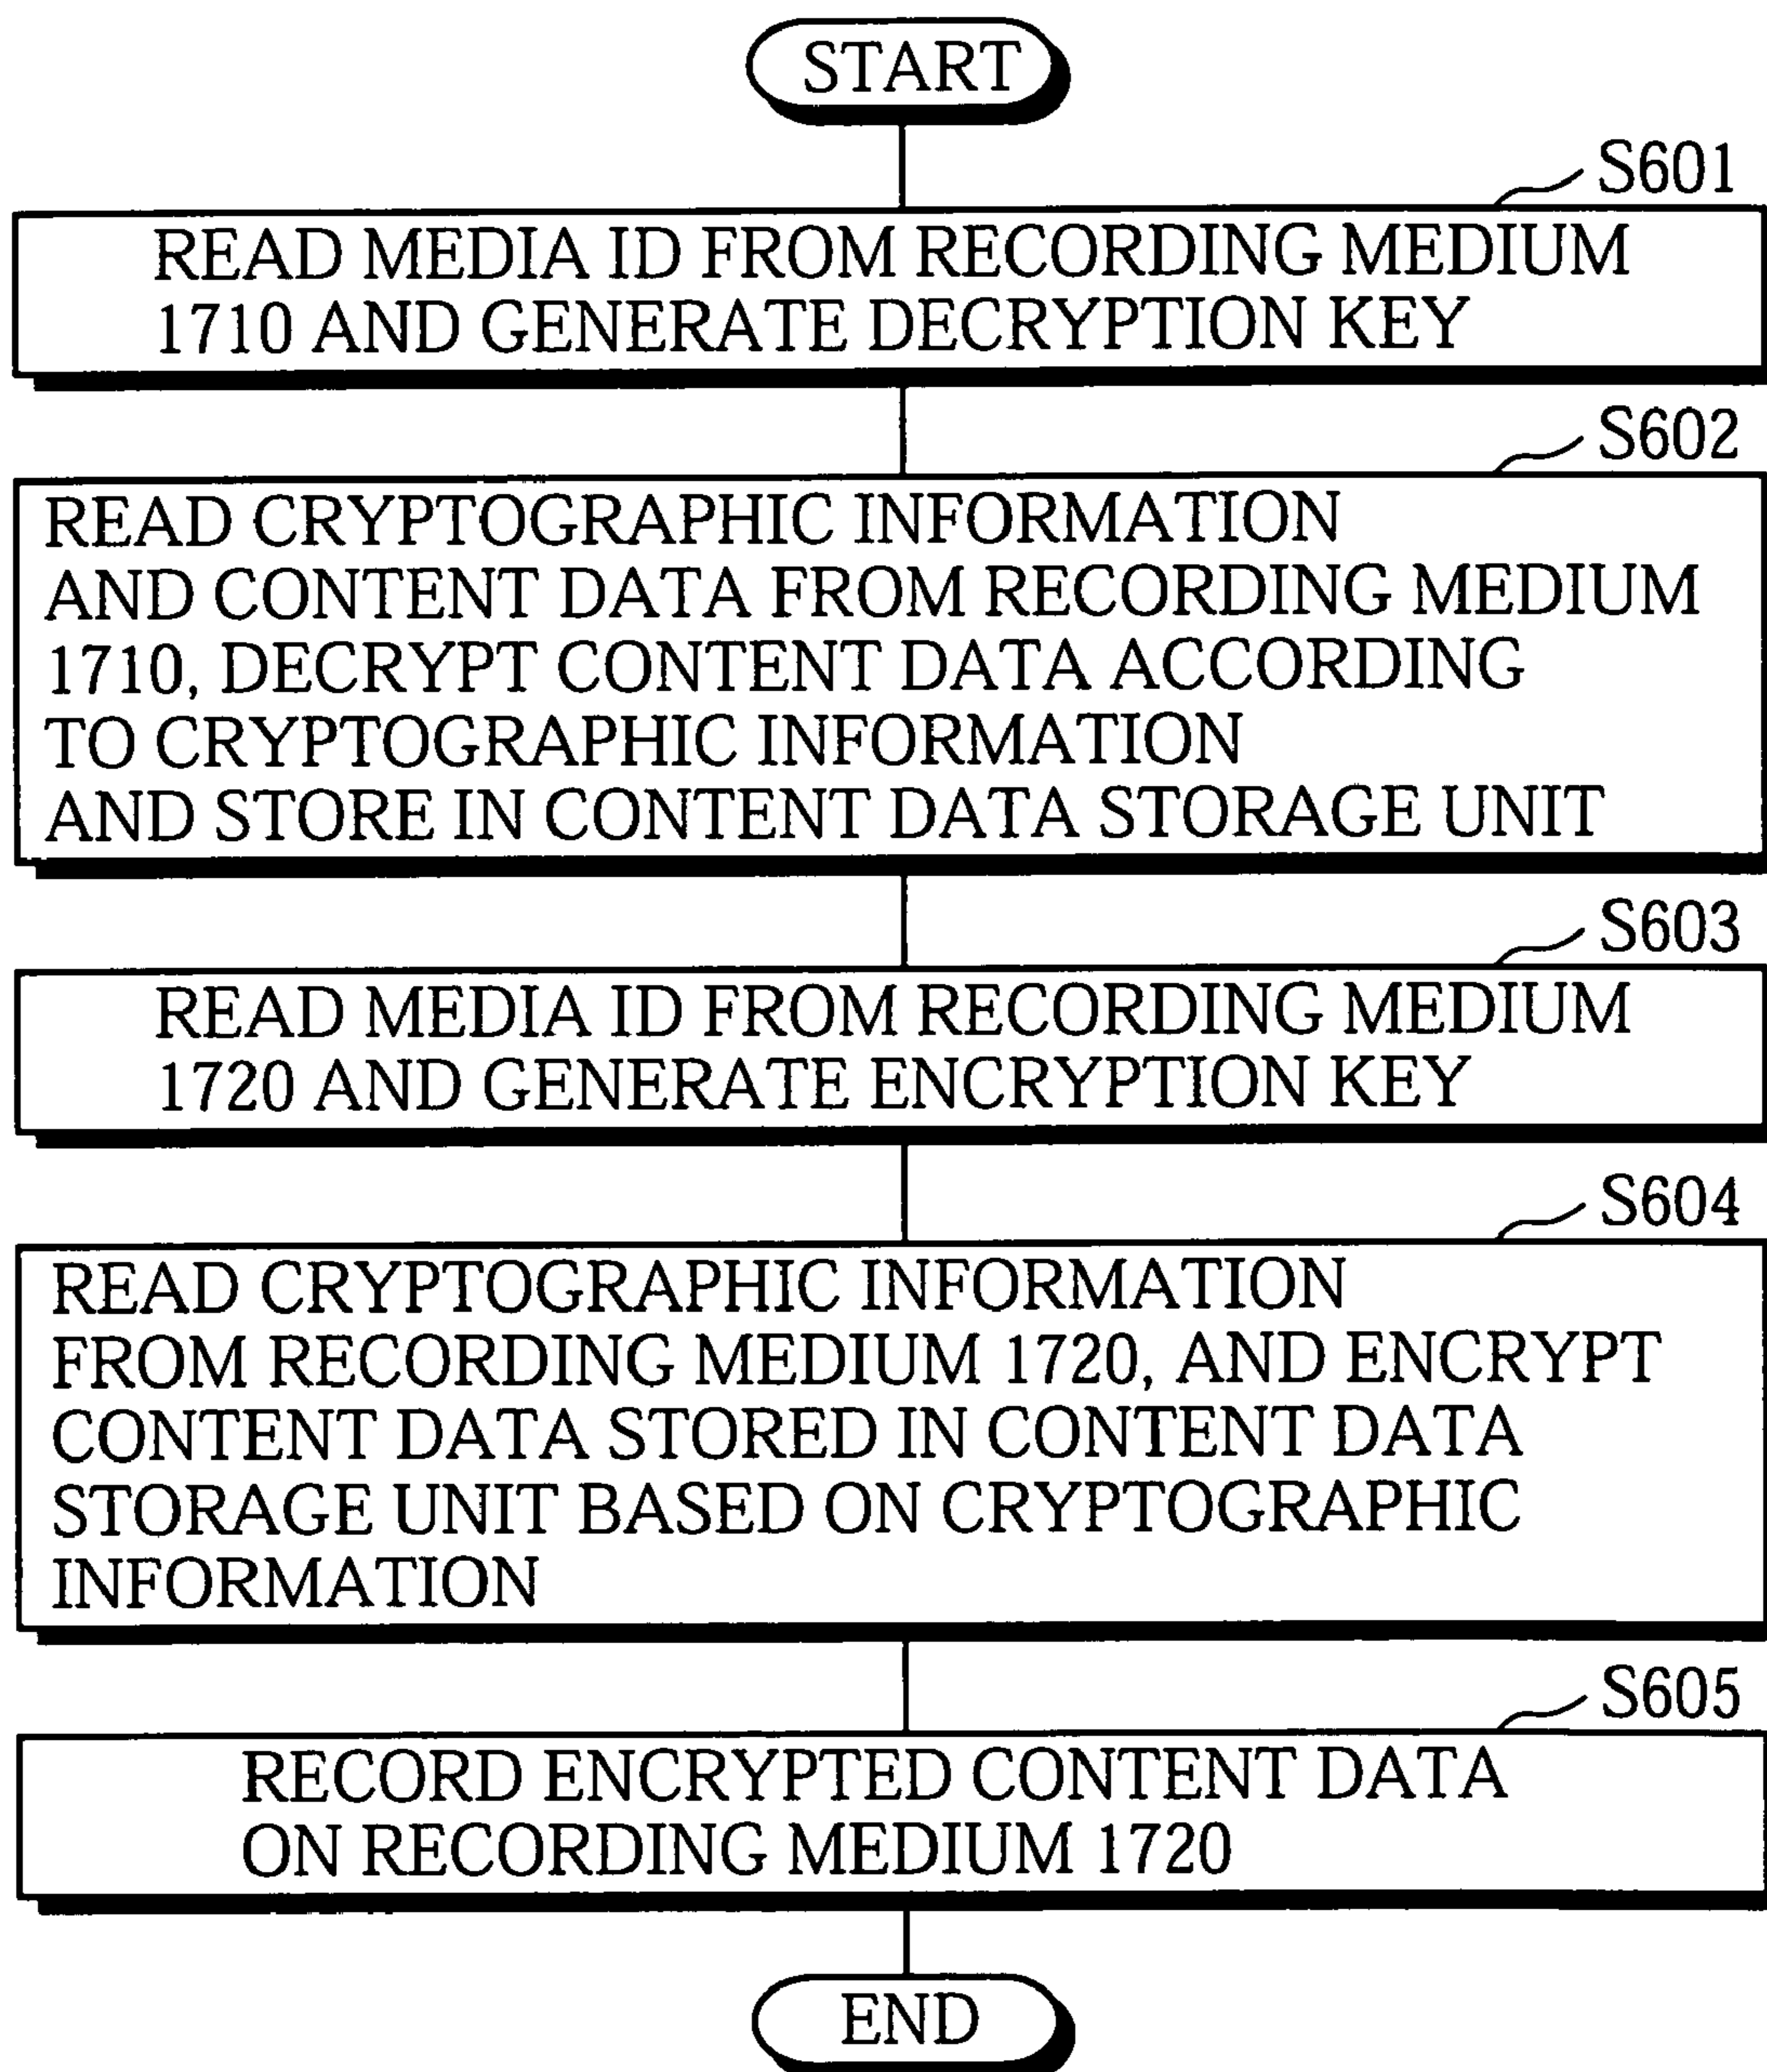 START
S601
READ MEDIA ID FROM RECORDING MEDIUM
1710 AND GENERATE DECRYPTION KEY
S602
READ CRYPTOGRAPHIC INFORMATION
AND CONTENT DATA FROM RECORDING MEDIUM
1710, DECRYPT CONTENT DATA ACCORDING
TO CRYPTOGRAPHIC INFORMATION
AND STORE IN CONTENT DATA STORAGE UNIT
S603
READ MEDIA ID FROM RECORDING MEDIUM
1720 AND GENERATE ENCRYPTION KEY
S604
READ CRYPTOGRAPHIC INFORMATION
FROM RECORDING MEDIUM 1720, AND ENCRYPT
CONTENT DATA STORED IN CONTENT DATA
STORAGE UNIT BASED ON CRYPTOGRAPHIC
INFORMATION
S605
RECORD ENCRYPTED CONTENT DATA
ON RECORDING MEDIUM 1720
END